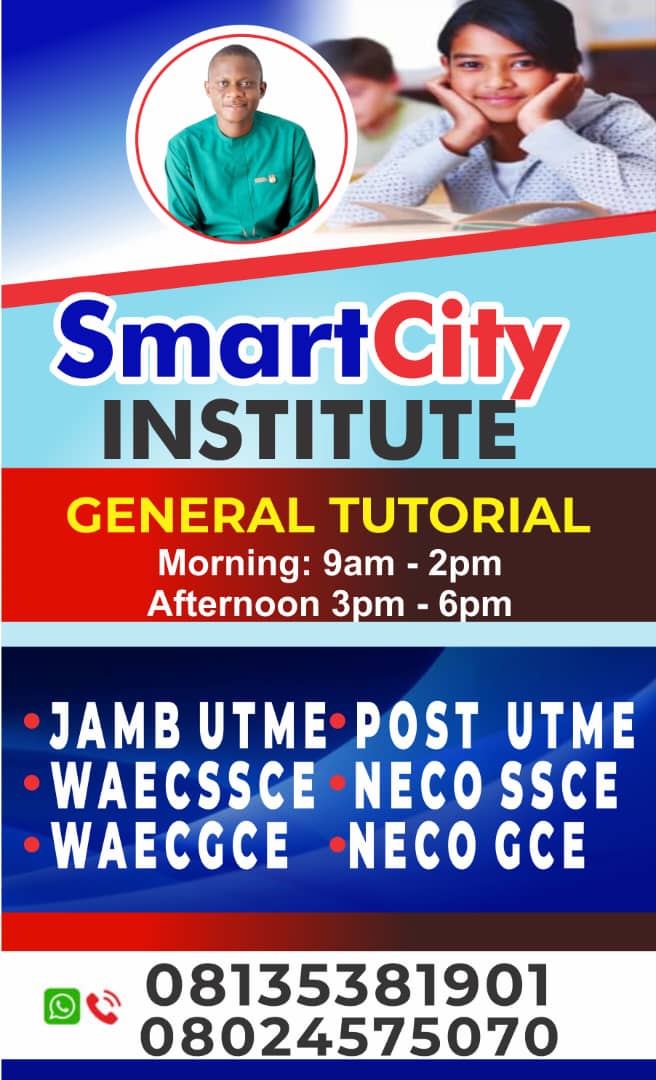 SmartCity
INSTITUTE
GENERAL TUTORIAL
Morning: 9am - 2pm
Afternoon 3pm - 6pm
• JAMB UTME • POST UTME
• WAECSSCE • NECO SSCE
• WAECGCE • NECO GCE
08135381901
08024575070